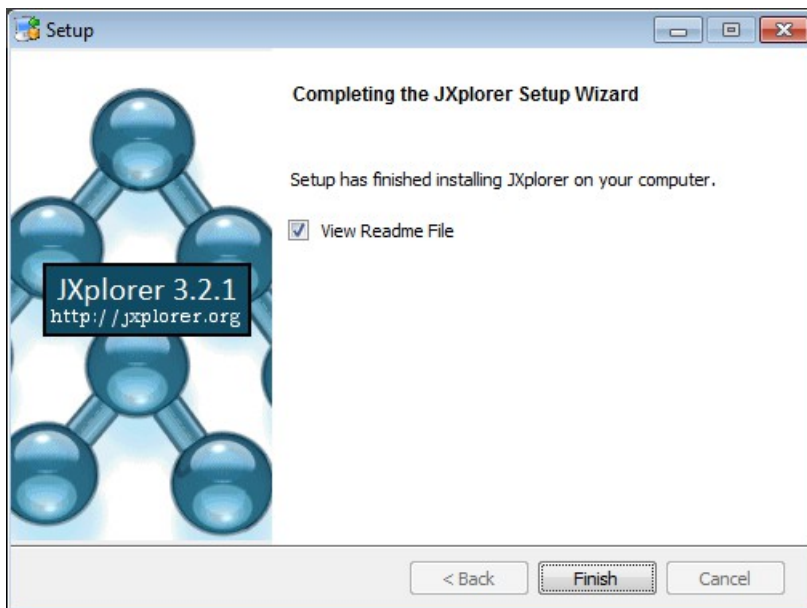 Setup
Completing the JXplorer Setup Wizard
Setup has finished installing JXplorer on your computer.
View Readme File
JXplorer 3.2.1
http://jxplorer.org
< Back
Finish
Cancel